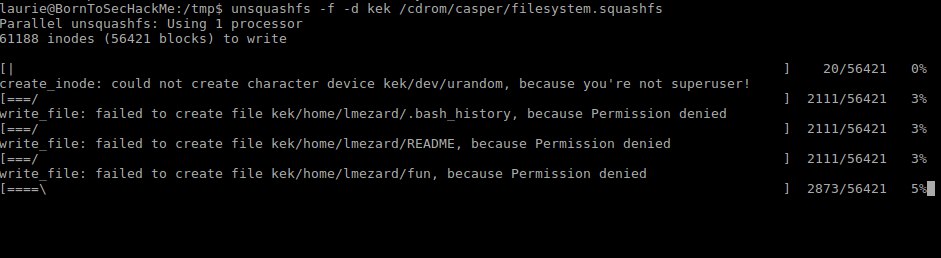 laurie@BornToSecHackMe:/tmp$ unsquashfs -f -d kek /cdrom/casper/filesystem.squashfs
Parallel unsquashfs: Using 1 processor
61188 inodes (56421 blocks) to write

[|                                                                                               ]    20/56421   0%
create_inode: could not create character device kek/dev/urandom, because you're not superuser!
[===/                                                                                            ]  2111/56421   3%
write_file: failed to create file kek/home/lmezard/.bash_history, because Permission denied
[===/                                                                                            ]  2111/56421   3%
write_file: failed to create file kek/home/lmezard/README, because Permission denied
[===/                                                                                            ]  2111/56421   3%
write_file: failed to create file kek/home/lmezard/fun, because Permission denied
[====\                                                                                           ]  2873/56421   5%